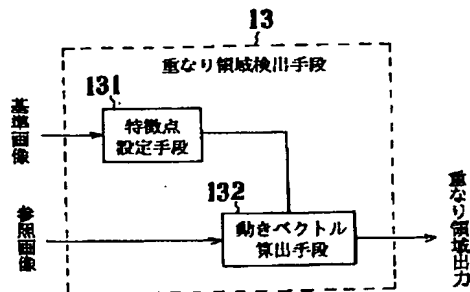 13
重なり領域検出手段
131
基準画像
特徴点
設定手段
132
参照画像
動きベクトル
算出手段
重なり領域出力